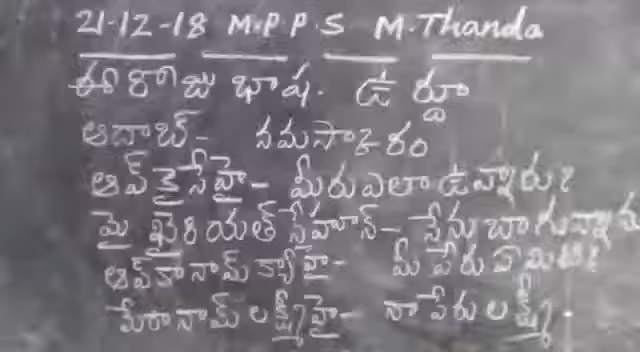 21-12-18 M.P.P.S M.Thanda
ఈ రోజు భాష. ఉర్దూ
ఆదాబ్ - నమసాక్రం
ఆప్ కైసేహై - మీరు ఎలా ఉన్నారు?
మై ఖైరియత్ సేహూన్ - నేను బాగున్నాను
ఆప్‌కా నామ్ క్యాహై - మీ పేరు ఏమిటి?
మేరా నామ్ లక్ష్మీహై - నా పేరు లక్ష్మీ.